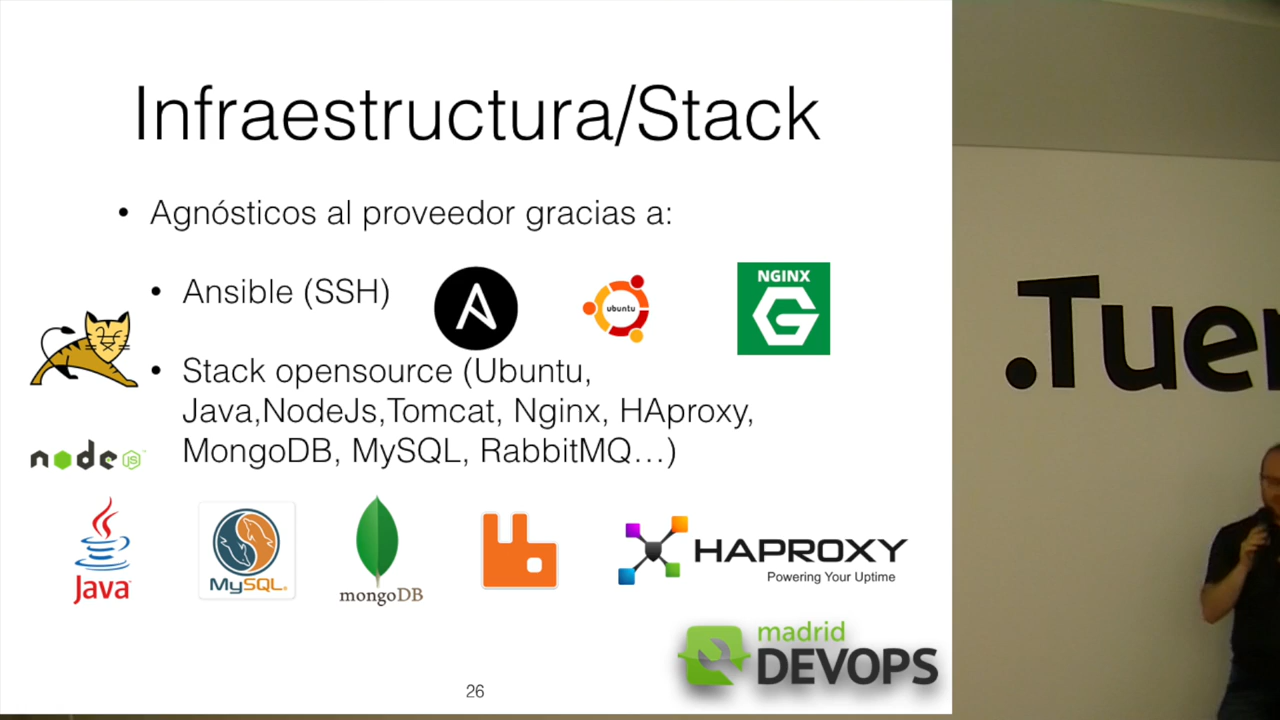 Infraestructura/Stack
• Agnósticos al proveedor gracias a:
• Ansible (SSH)
ubuntu
NGINX
G
• Stack opensource (Ubuntu,
Java,NodeJs,Tomcat, Nginx, HAproxy,
MongoDB, MySQL, RabbitMQ...)
node JS
Java
MySQL
mongoDB
HAPROXY
Powering Your Uptime
madrid
DEVOPS
26
.Tuen